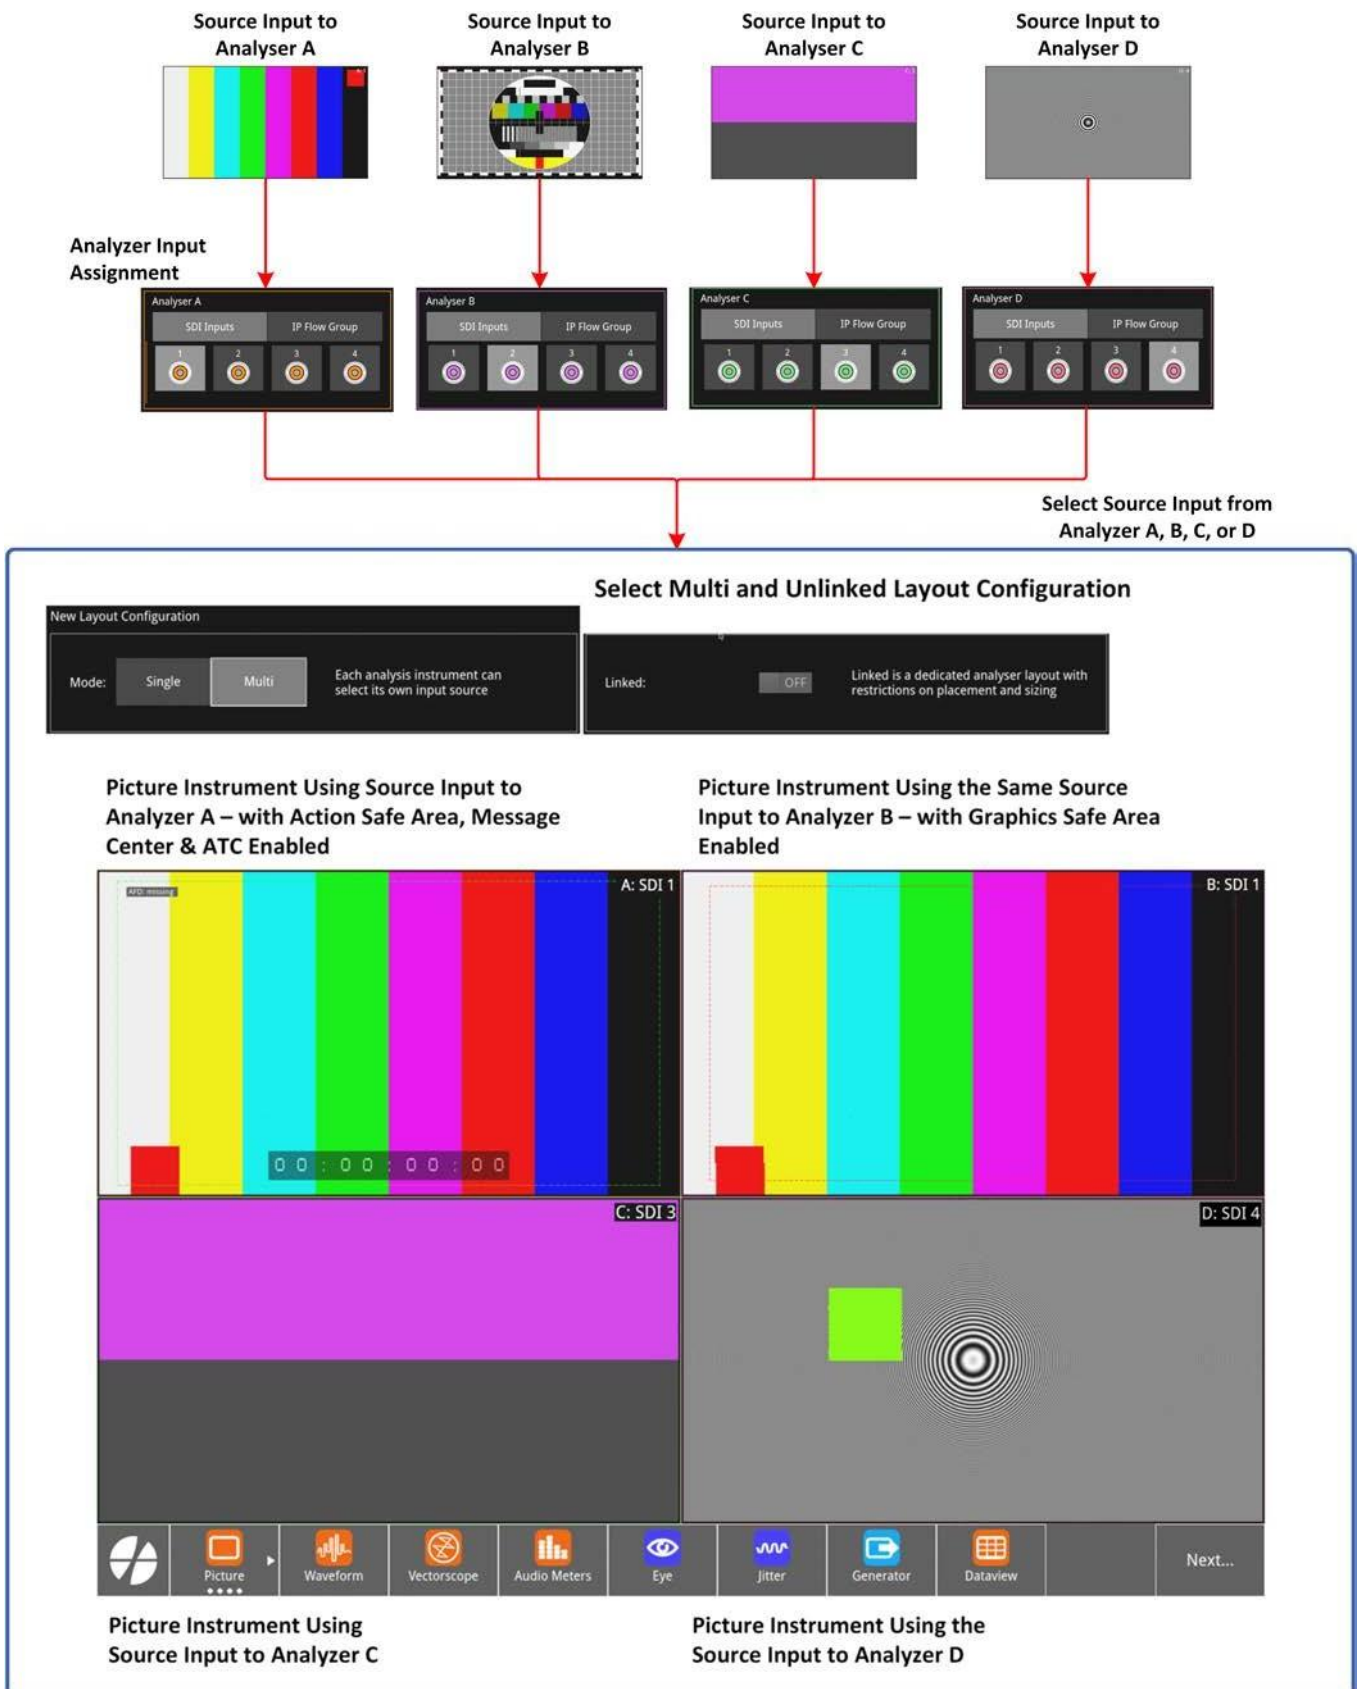 Source Input to
Analyser A
Source Input to
Analyser B
Source Input to
Analyser C
Source Input to
Analyser D
Analyzer Input
Assignment
Analyser A
SDI Inputs
IP Flow Group
1
2
3
4
Analyser B
SDI Inputs
IP Flow Group
1
2
3
4
Analyser C
SDI Inputs
IP Flow Group
1
2
3
4
Analyser D
SDI Inputs
IP Flow Group
1
2
3
4
Select Source Input from
Analyzer A, B, C, or D
Select Multi and Unlinked Layout Configuration
New Layout Configuration
Mode:
Single
Multi
Each analysis instrument can
select its own input source
Linked:
OFF
Linked is a dedicated analyser layout with
restrictions on placement and sizing
Picture Instrument Using Source Input to
Analyzer A – with Action Safe Area, Message
Center & ATC Enabled
Picture Instrument Using the Same Source
Input to Analyzer B – with Graphics Safe Area
Enabled
AFD: missing
A: SDI 1
00:00:00:00
B: SDI 1
C: SDI 3
D: SDI 4
Picture
Waveform
Vectorscope
Audio Meters
Eye
Jitter
Generator
Dataview
Next...
Picture Instrument Using
Source Input to Analyzer C
Picture Instrument Using the
Source Input to Analyzer D